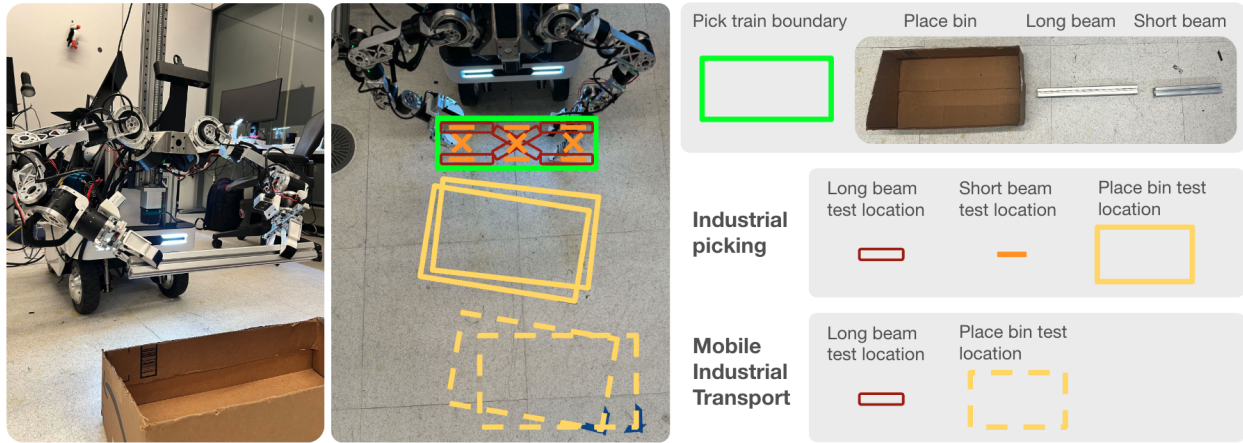 Pick train boundary
Place bin
Long beam
Short beam
Industrial
picking
Long beam
test location
Short beam
test location
Place bin test
location
Mobile
Industrial
Transport
Long beam
test location
Place bin test
location